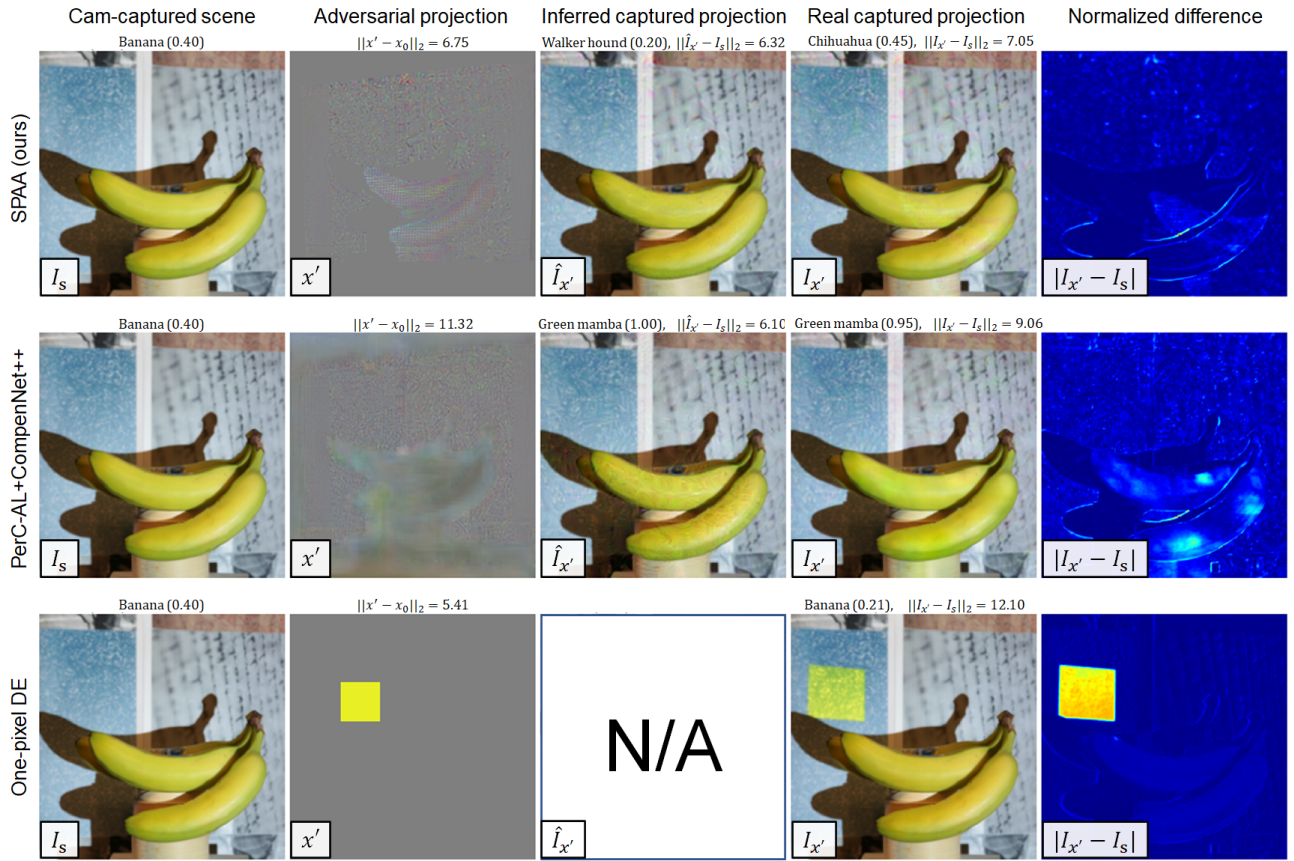 Cam-captured scene Adversarial projection Inferred captured projection Real captured projection Normalized difference
SPAA (ours)
Banana (0.40) ||x′ − x₀||₂ = 6.75 Walker hound (0.20), ||Î_x′ − I_s||₂ = 6.32 Chihuahua (0.45), ||I_x′ − I_s||₂ = 7.05
I_s x′ Î_x′ I_x′ |I_x′ − I_s|
PerC-AL+CompenNet++
Banana (0.40) ||x′ − x₀||₂ = 11.32 Green mamba (1.00), ||Î_x′ − I_s||₂ = 6.10 Green mamba (0.95), ||I_x′ − I_s||₂ = 9.06
I_s x′ Î_x′ I_x′ |I_x′ − I_s|
One-pixel DE
Banana (0.40) ||x′ − x₀||₂ = 5.41 Banana (0.21), ||I_x′ − I_s||₂ = 12.10
N/A
I_s x′ Î_x′ I_x′ |I_x′ − I_s|